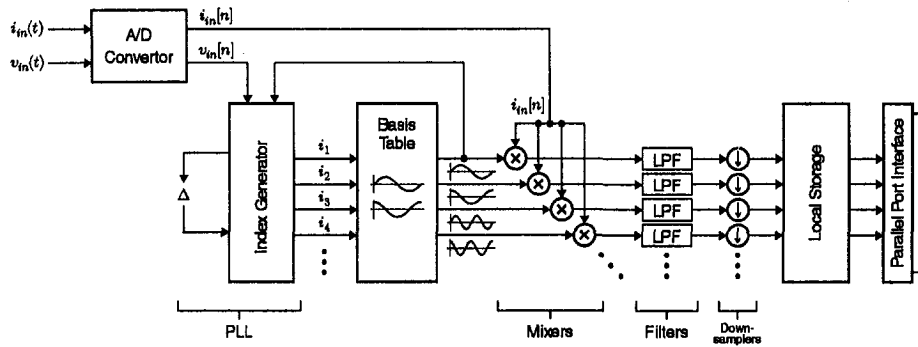 i_in(t)
v_in(t)
A/D
Convertor
i_in[n]
v_in[n]
i_in[n]
Δ
Index Generator
i_1
i_2
i_3
i_4
Basis
Table
LPF
LPF
LPF
LPF
Local Storage
Parallel Port Interface
PLL
Mixers
Filters
Down-
samplers